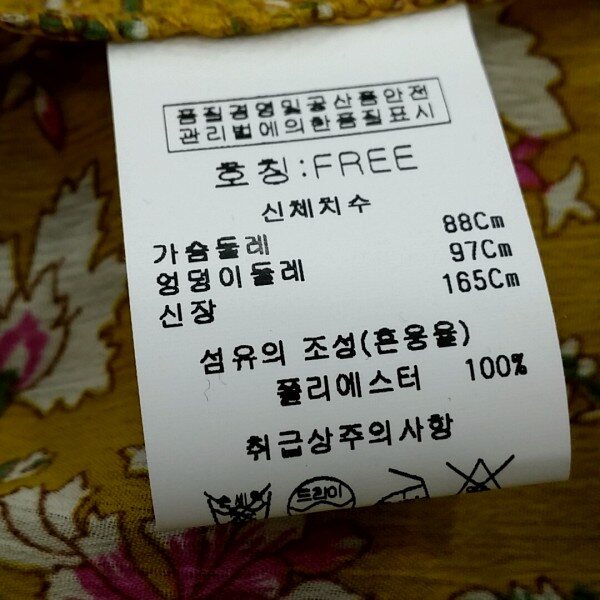 품질경영및공산품안전
관리법에의한품질표시
호칭:FREE
신체치수
가슴둘레 88Cm
엉덩이둘레 97Cm
신장 165Cm
섬유의 조성(혼용율)
폴리에스터 100%
취급상주의사항
드라이